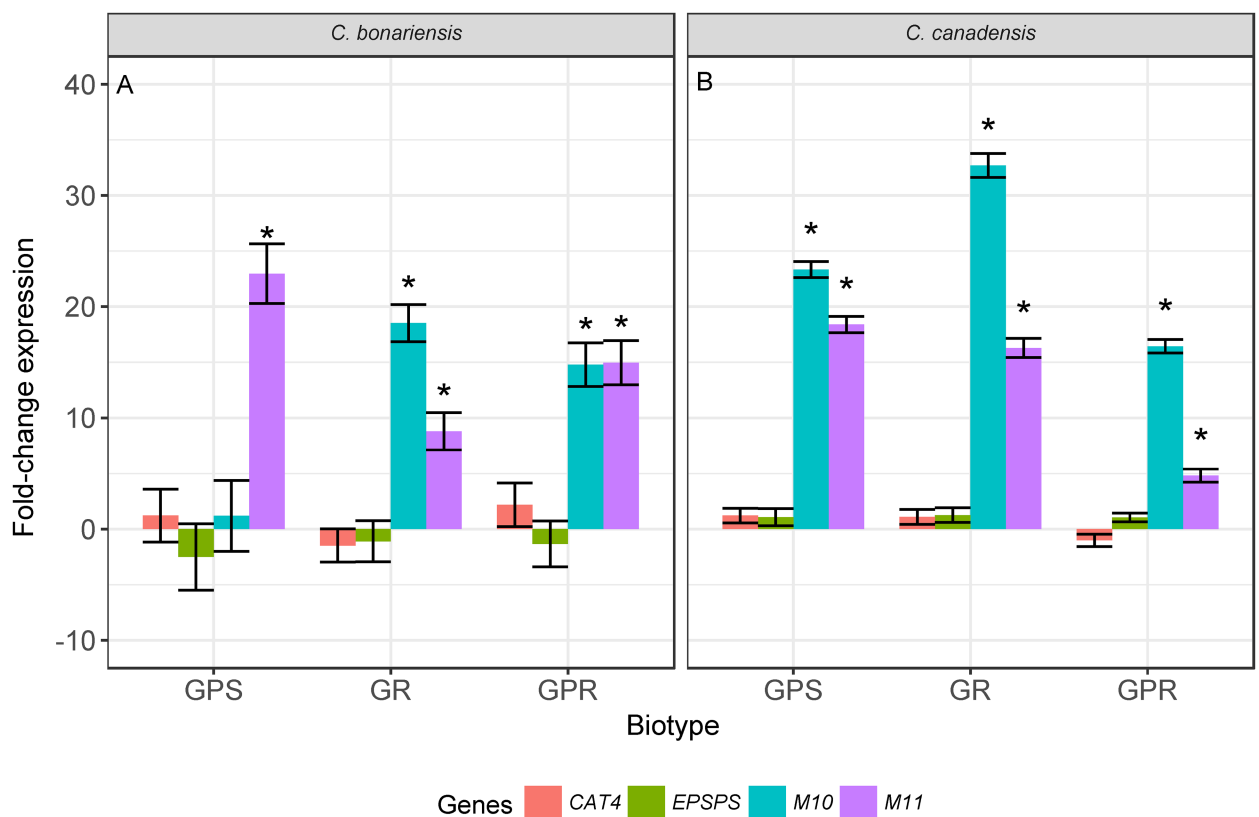 C. bonariensis
C. canadensis
A
B
*
*
*
*
*
*
*
*
*
*
*
40
30
20
10
0
-10
Fold-change expression
GPS GR GPR
GPS GR GPR
Biotype
Genes CAT4 EPSPS M10 M11